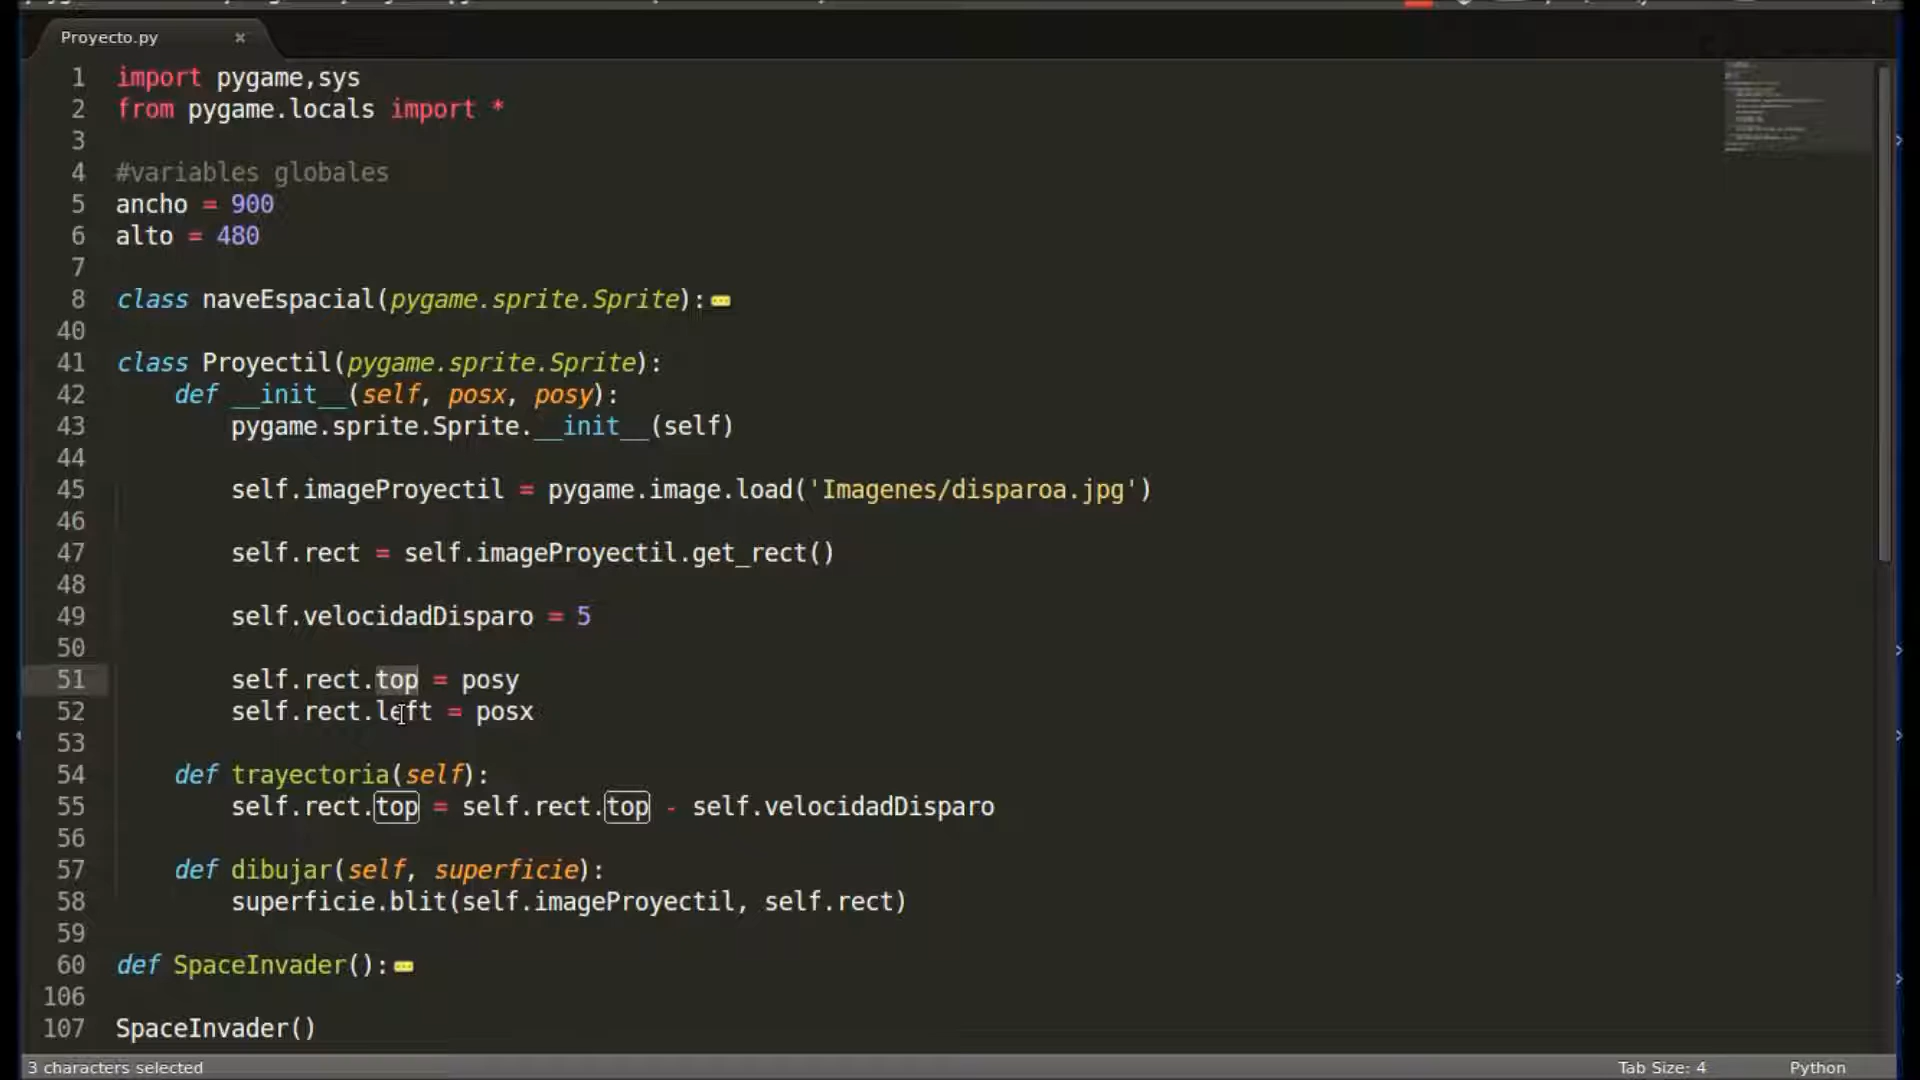 Proyecto.py ×
1 import pygame,sys
2 from pygame.locals import *
3
4 #variables globales
5 ancho = 900
6 alto = 480
7
8 class naveEspacial(pygame.sprite.Sprite):
40
41 class Proyectil(pygame.sprite.Sprite):
42 def __init__(self, posx, posy):
43 pygame.sprite.Sprite.__init__(self)
44
45 self.imageProyectil = pygame.image.load('Imagenes/disparoa.jpg')
46
47 self.rect = self.imageProyectil.get_rect()
48
49 self.velocidadDisparo = 5
50
51 self.rect.top = posy
52 self.rect.left = posx
53
54 def trayectoria(self):
55 self.rect.top = self.rect.top - self.velocidadDisparo
56
57 def dibujar(self, superficie):
58 superficie.blit(self.imageProyectil, self.rect)
59
60 def SpaceInvader():
106
107 SpaceInvader()
3 characters selected Tab Size: 4 Python